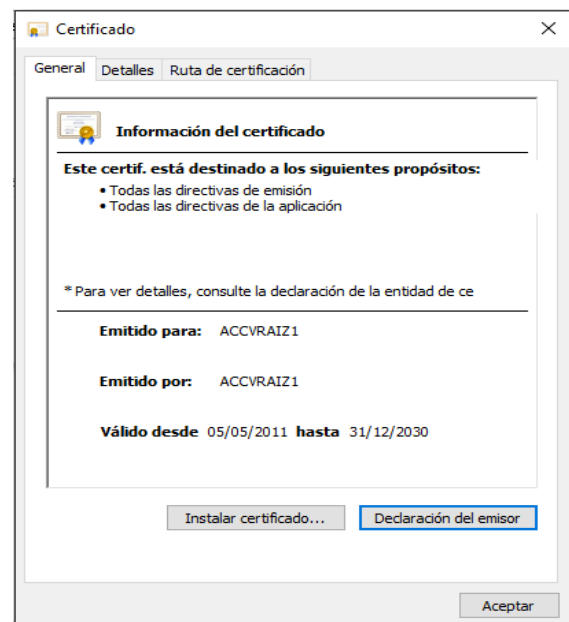 Certificado
General Detalles Ruta de certificación
Información del certificado
Este certif. está destinado a los siguientes propósitos:
• Todas las directivas de emisión
• Todas las directivas de la aplicación
* Para ver detalles, consulte la declaración de la entidad de ce
Emitido para: ACCVRAIZ1
Emitido por: ACCVRAIZ1
Válido desde 05/05/2011 hasta 31/12/2030
Instalar certificado... Declaración del emisor
Aceptar